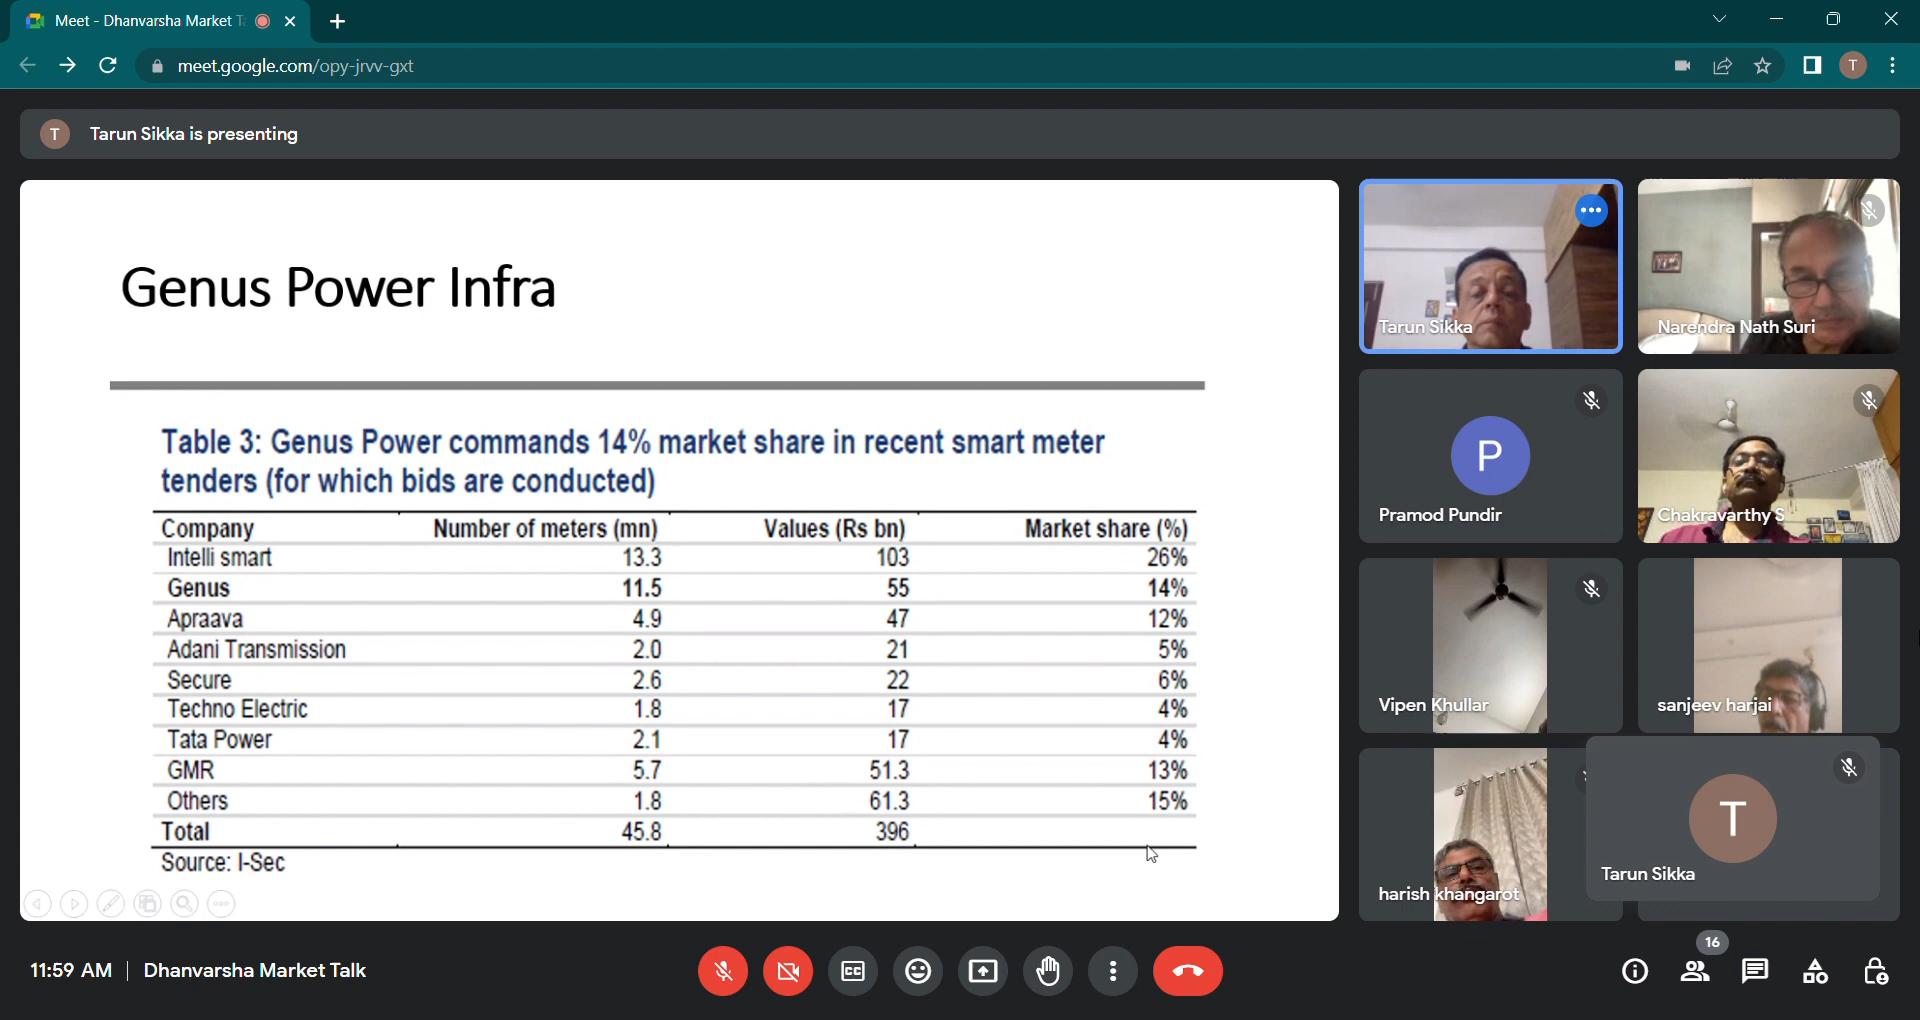 Meet - Dhanvarsha Market T
meet.google.com/opy-jrvv-gxt
T
T
Tarun Sikka is presenting
Genus Power Infra
Table 3: Genus Power commands 14% market share in recent smart meter
tenders (for which bids are conducted)
Company Number of meters (mn) Values (Rs bn) Market share (%)
Intelli smart 13.3 103 26%
Genus 11.5 55 14%
Apraava 4.9 47 12%
Adani Transmission 2.0 21 5%
Secure 2.6 22 6%
Techno Electric 1.8 17 4%
Tata Power 2.1 17 4%
GMR 5.7 51.3 13%
Others 1.8 61.3 15%
Total 45.8 396
Source: I-Sec
Tarun Sikka
Narendra Nath Suri
P
Pramod Pundir
Chakravarthy S
Vipen Khullar
sanjeev harjai
harish khangarot
T
Tarun Sikka
11:59 AM | Dhanvarsha Market Talk
CC
16